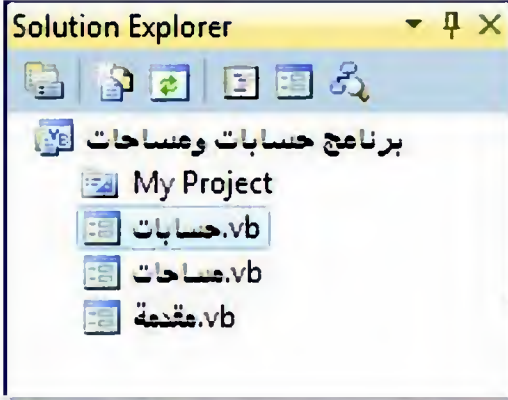 Solution Explorer
برنامج حسابات ومساحات
My Project
حسابات.vb
مساحات.vb
مقدمة.vb